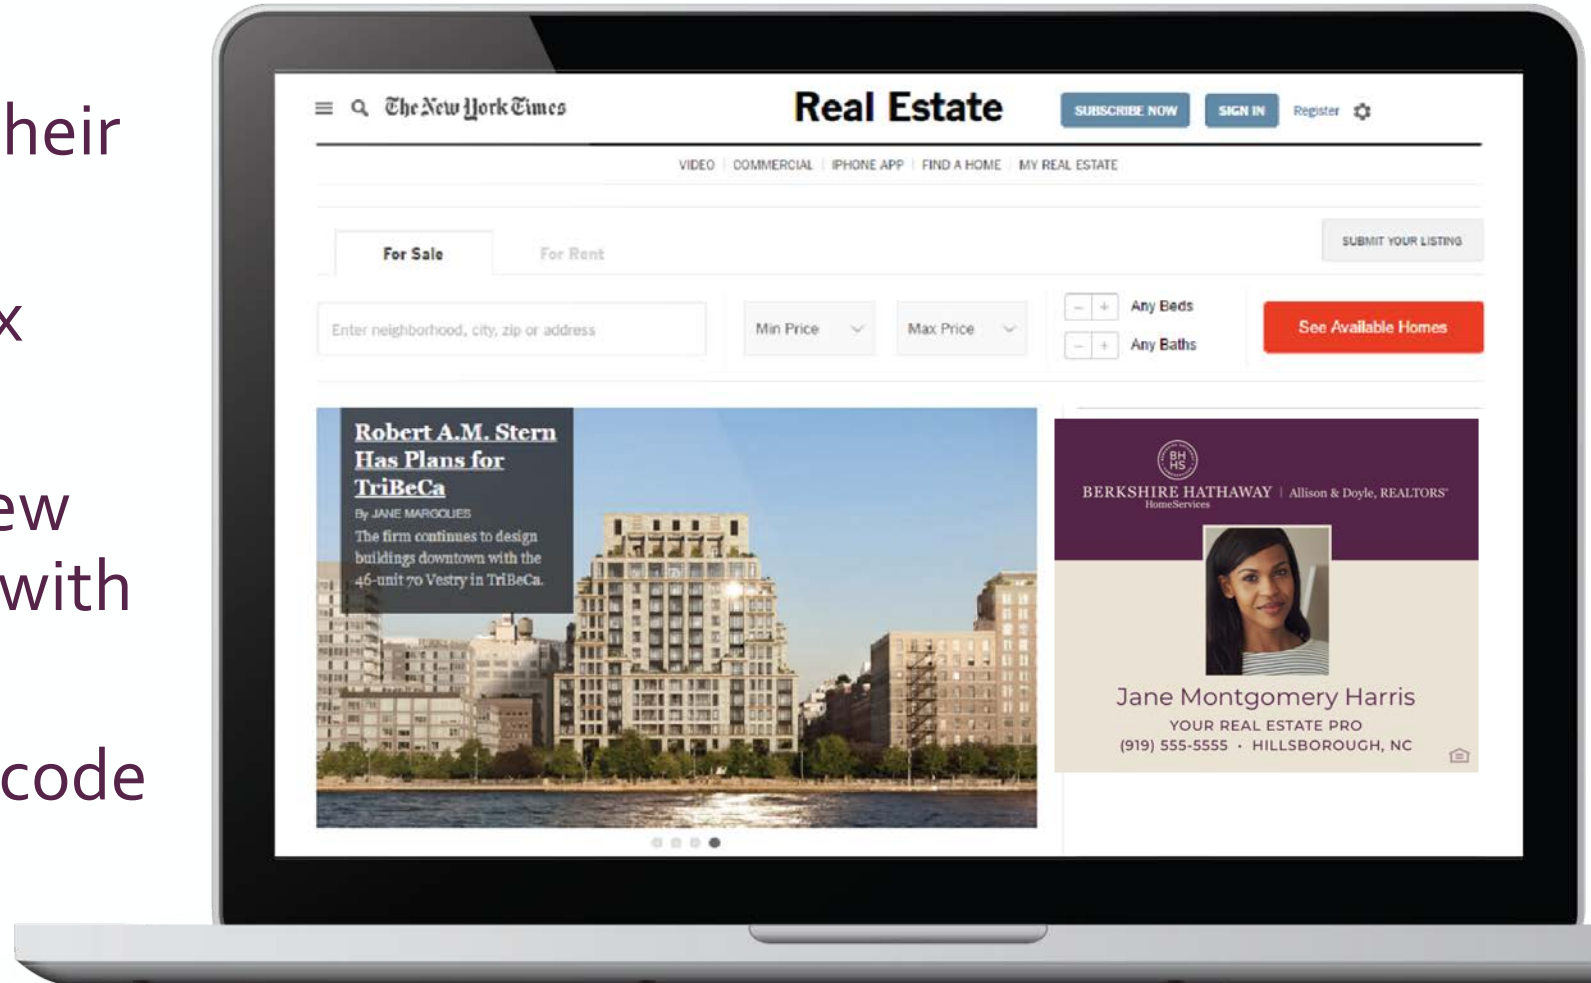 heir
x
ew
with
code
The New York Times
Real Estate
SUBSCRIBE NOW
SIGN IN
Register
VIDEO | COMMERCIAL | IPHONE APP | FIND A HOME | MY REAL ESTATE
For Sale
For Rent
SUBMIT YOUR LISTING
Enter neighborhood, city, zip or address
Min Price
Max Price
- + Any Beds
- + Any Baths
See Available Homes
Robert A.M. Stern
Has Plans for
TriBeCa
By JANE MARGOLIES
The firm continues to design
buildings downtown with the
46-unit 70 Vestry in TriBeCa.
BH
HS
BERKSHIRE HATHAWAY | Allison & Doyle, REALTORS®
HomeServices
Jane Montgomery Harris
YOUR REAL ESTATE PRO
(919) 555-5555 · HILLSBOROUGH, NC